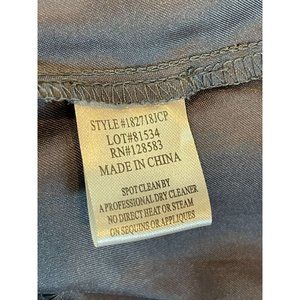 STYLE#182718JCP
LOT#81534
RN#128583
MADE IN CHINA
SPOT CLEAN BY
A PROFESSIONAL DRY CLEANER
NO DIRECT HEAT OR STEAM
ON SEQUINS OR APPLIQUES